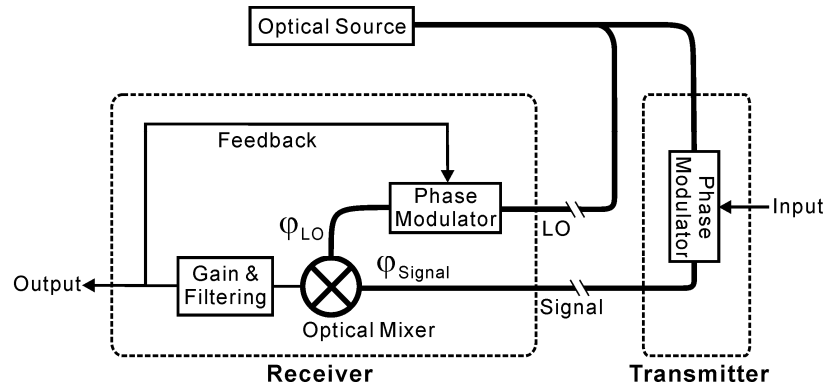 Optical Source
Feedback
Phase
Modulator
Phase
Modulator
Input
LO
φLO
φSignal
Output
Gain &
Filtering
Signal
Optical Mixer
Receiver
Transmitter